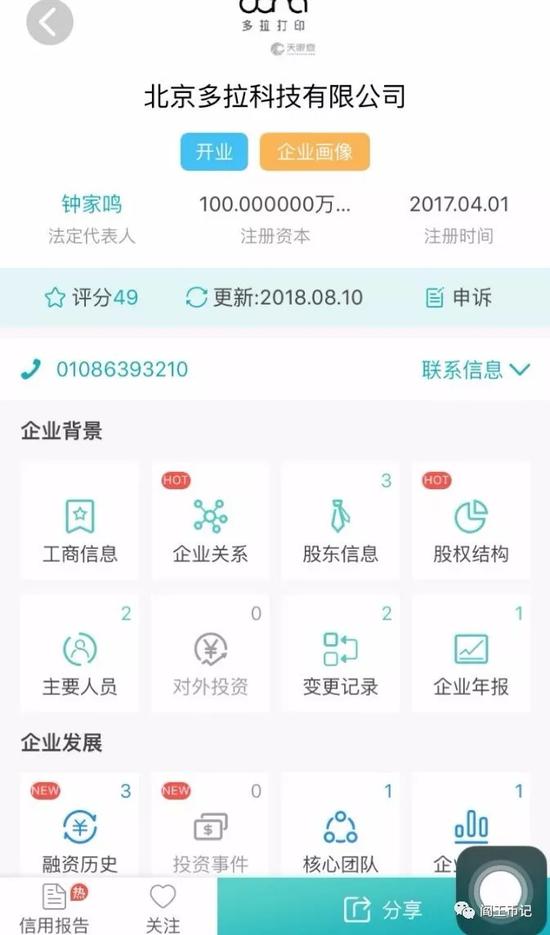 多拉打印
天眼查
北京多拉科技有限公司
开业 企业画像
钟家鸣 100.000000万... 2017.04.01
法定代表人 注册资本 注册时间
评分49 更新:2018.08.10 申诉
01086393210 联系信息
企业背景
HOT 3 HOT
工商信息 企业关系 股东信息 股权结构
2 0 2 1
主要人员 对外投资 变更记录 企业年报
企业发展
NEW 3 NEW 0 1 1
融资历史 投资事件 核心团队 企
热
信用报告 关注 分享 阎王币记